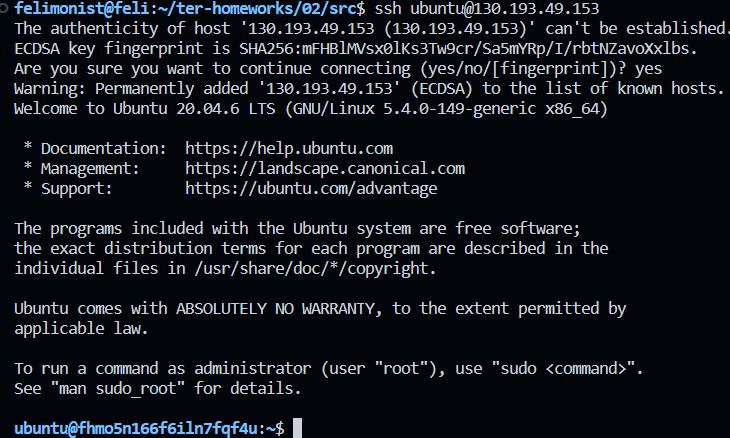 felimonist@feli:~/ter-homeworks/02/src$ ssh ubuntu@130.193.49.153
The authenticity of host '130.193.49.153 (130.193.49.153)' can't be established.
ECDSA key fingerprint is SHA256:mFHBlMVsx0lKs3Tw9cr/Sa5mYRp/I/rbtNZavoXxlbs.
Are you sure you want to continue connecting (yes/no/[fingerprint])? yes
Warning: Permanently added '130.193.49.153' (ECDSA) to the list of known hosts.
Welcome to Ubuntu 20.04.6 LTS (GNU/Linux 5.4.0-149-generic x86_64)
* Documentation:  https://help.ubuntu.com
* Management:     https://landscape.canonical.com
* Support:        https://ubuntu.com/advantage
The programs included with the Ubuntu system are free software;
the exact distribution terms for each program are described in the
individual files in /usr/share/doc/*/copyright.
Ubuntu comes with ABSOLUTELY NO WARRANTY, to the extent permitted by
applicable law.
To run a command as administrator (user "root"), use "sudo <command>".
See "man sudo_root" for details.
ubuntu@fhmo5n166f6iln7fqf4u:~$